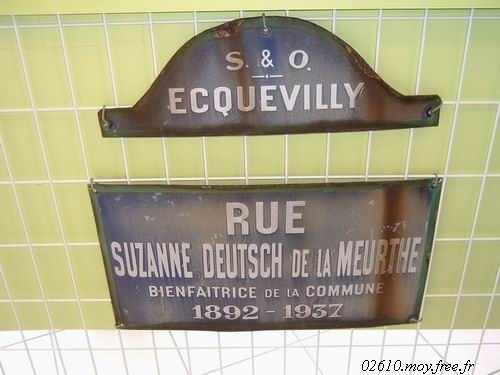 S. & O.
ECQUEVILLY
RUE
SUZANNE DEUTSCH DE LA MEURTHE
BIENFAITRICE DE LA COMMUNE
1892 - 1937
02610.moy.free.fr